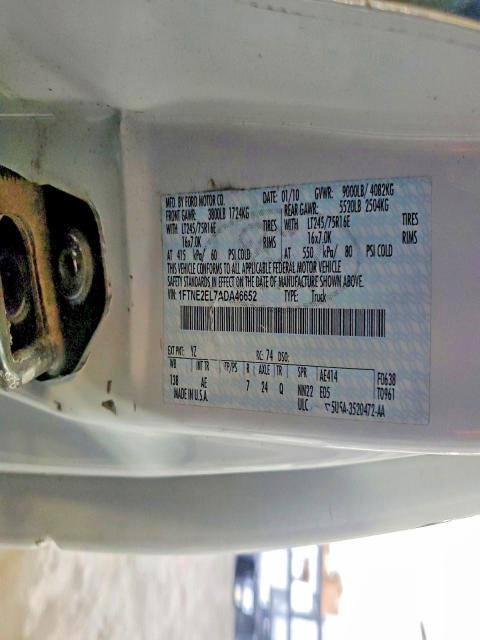 MFD. BY FORD MOTOR CO. DATE: 01/10 GVWR: 9000LB/ 4082KG
FRONT GAWR: 3800LB 1724KG REAR GAWR: 5520LB 2504KG
WITH LT245/75R16E TIRES WITH LT245/75R16E TIRES
16x7.0K RIMS 16x7.0K RIMS
AT 415 kPa/ 60 PSI COLD AT 550 kPa/ 80 PSI COLD
THIS VEHICLE CONFORMS TO ALL APPLICABLE FEDERAL MOTOR VEHICLE
SAFETY STANDARDS IN EFFECT ON THE DATE OF MANUFACTURE SHOWN ABOVE.
VIN: 1FTNE2EL7ADA46652 TYPE: Truck
EXT PNT: YZ RC: 74 DSO:
WB INT TR TP/PS R AXLE TR SPR AE414 F0638
138 AE 7 24 Q NN22 E05 T0961
MADE IN U.S.A. ULC 5U5A-3520472-AA